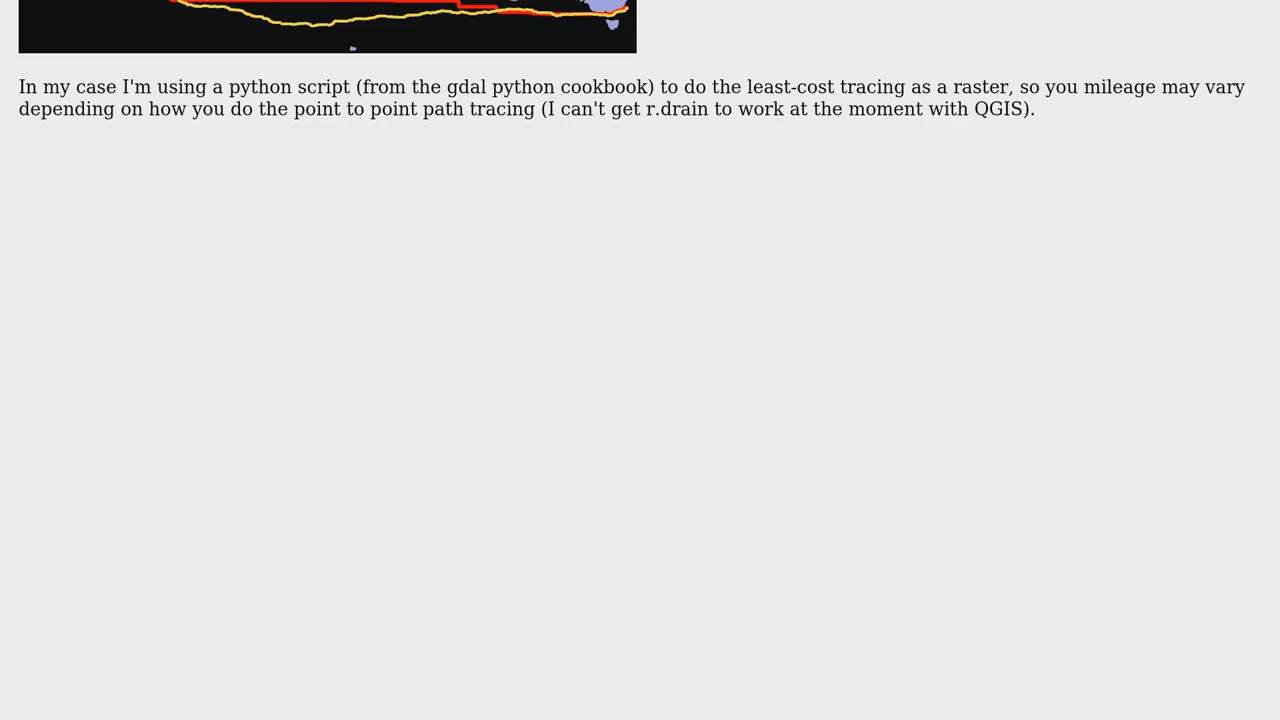 In my case I'm using a python script (from the gdal python cookbook) to do the least-cost tracing as a raster, so you mileage may vary
depending on how you do the point to point path tracing (I can't get r.drain to work at the moment with QGIS).